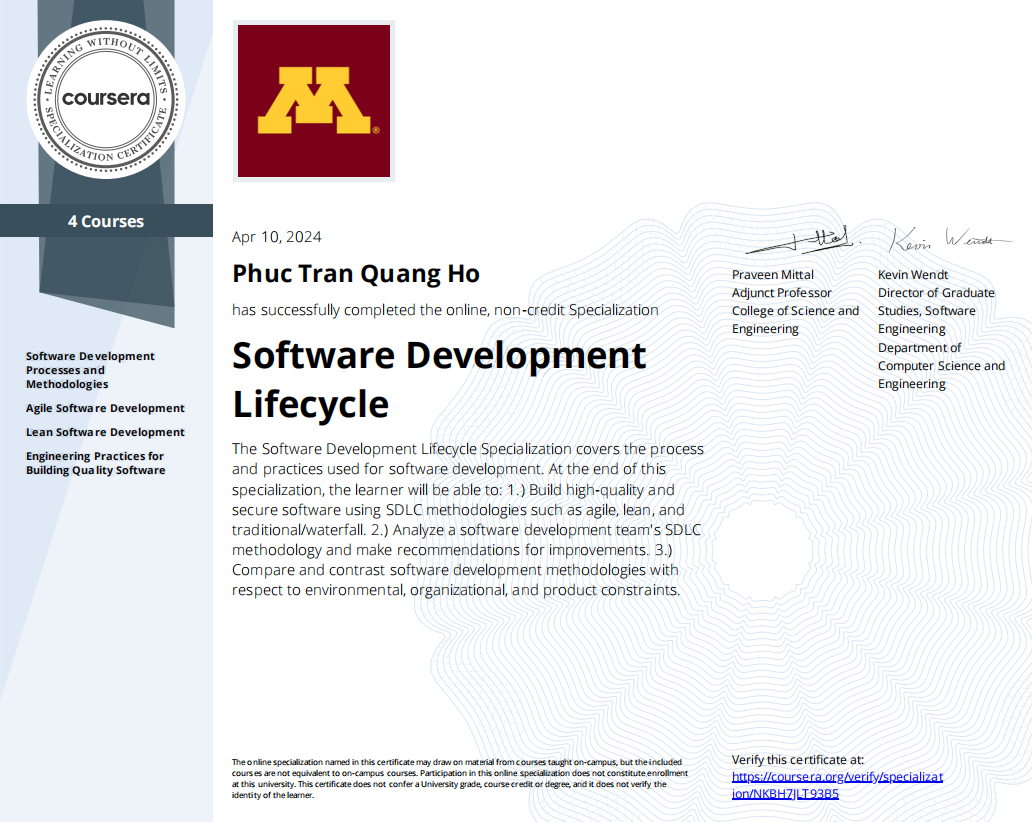 LEARNING WITHOUT LIMITS
coursera
SPECIALIZATION CERTIFICATE
4 Courses
Software Development
Processes and
Methodologies
Agile Software Development
Lean Software Development
Engineering Practices for
Building Quality Software
M®
Apr 10, 2024
Phuc Tran Quang Ho
has successfully completed the online, non-credit Specialization
Software Development
Lifecycle
The Software Development Lifecycle Specialization covers the process
and practices used for software development. At the end of this
specialization, the learner will be able to: 1.) Build high-quality and
secure software using SDLC methodologies such as agile, lean, and
traditional/waterfall. 2.) Analyze a software development team's SDLC
methodology and make recommendations for improvements. 3.)
Compare and contrast software development methodologies with
respect to environmental, organizational, and product constraints.
Mittal
Praveen Mittal
Adjunct Professor
College of Science and
Engineering
Kevin Wendt
Kevin Wendt
Director of Graduate
Studies, Software
Engineering
Department of
Computer Science and
Engineering
The online specialization named in this certificate may draw on material from courses taught on-campus, but the included
courses are not equivalent to on-campus courses. Participation in this online specialization does not constitute enrollment
at this university. This certificate does not confer a University grade, course credit or degree, and it does not verify the
identity of the learner.
Verify this certificate at:
https://coursera.org/verify/specializat
ion/NKBH7JLT93B5